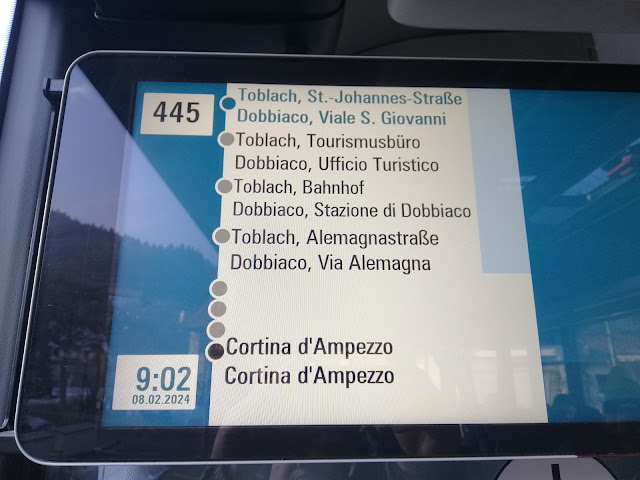 445
Toblach, St.-Johannes-Straße
Dobbiaco, Viale S. Giovanni
Toblach, Tourismusbüro
Dobbiaco, Ufficio Turistico
Toblach, Bahnhof
Dobbiaco, Stazione di Dobbiaco
Toblach, Alemagnastraße
Dobbiaco, Via Alemagna
Cortina d'Ampezzo
Cortina d'Ampezzo
9:02
08.02.2024